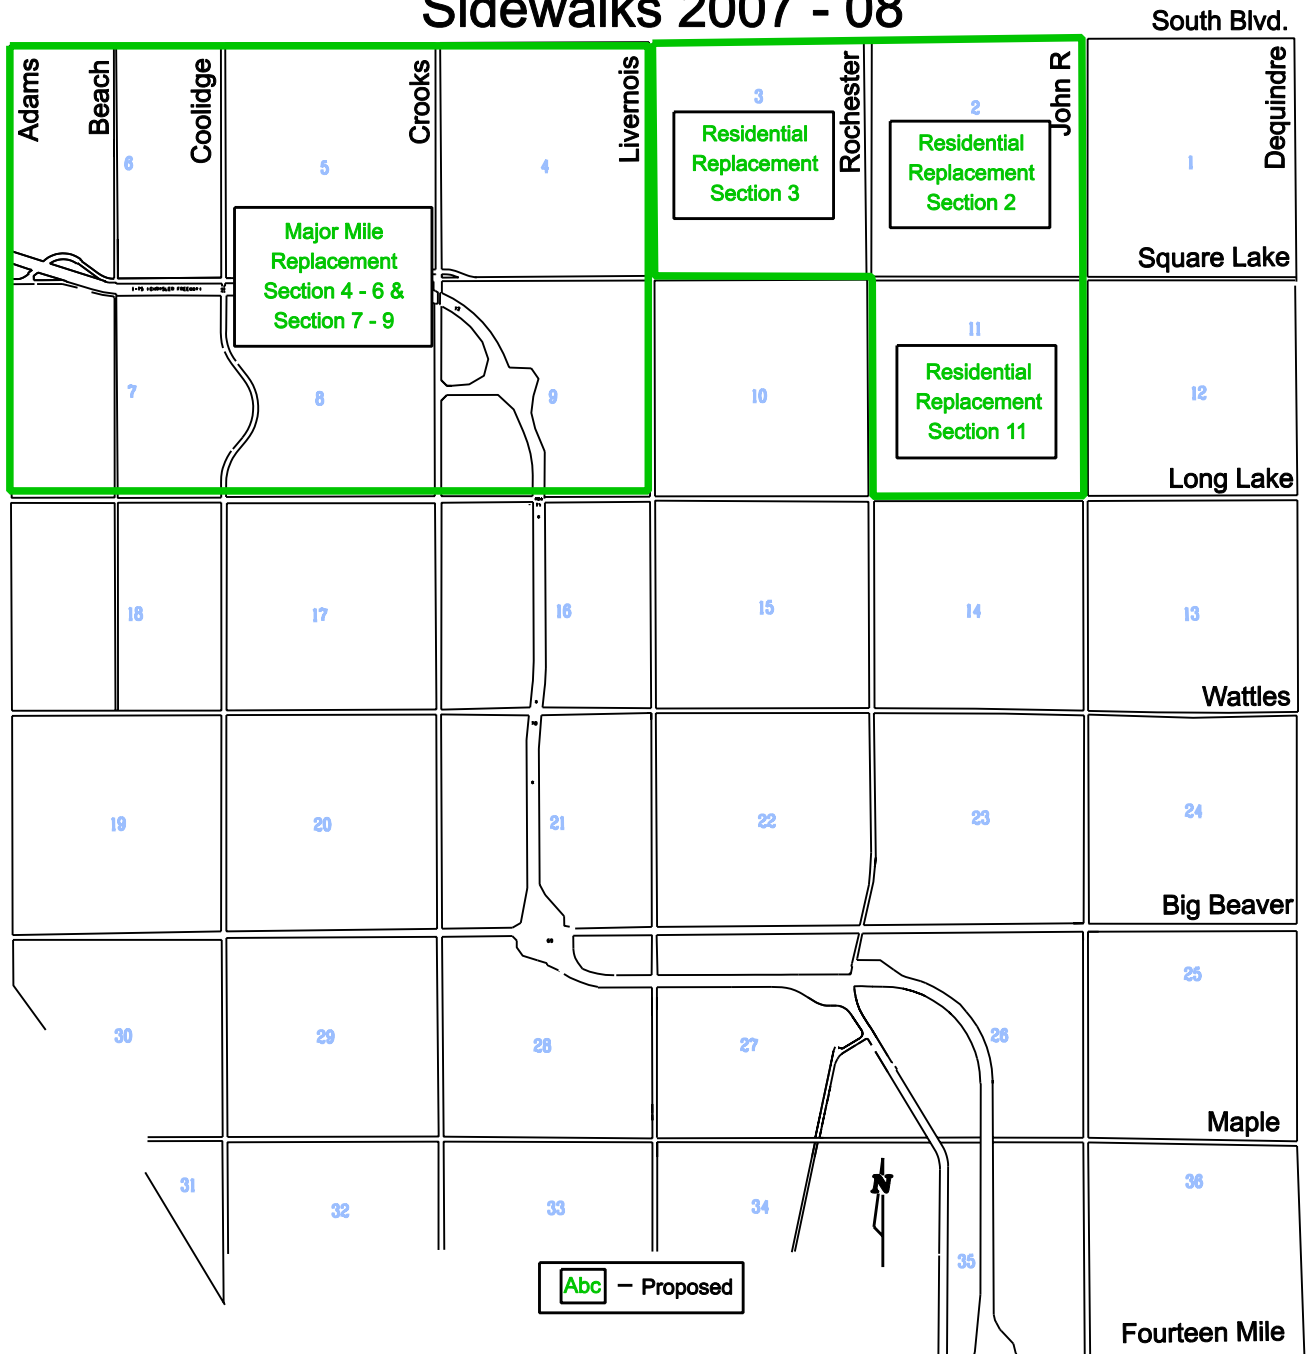 Sidewalks 2007 - 08
South Blvd.
Adams
Beach
Coolidge
Crooks
Livernois
Rochester
John R
Dequindre
6
5
4
3
2
1
Residential
Replacement
Section 3
Residential
Replacement
Section 2
Major Mile
Replacement
Section 4 - 6 &
Section 7 - 9
Square Lake
7
8
9
10
11
12
Residential
Replacement
Section 11
Long Lake
18
17
16
15
14
13
Wattles
19
20
21
22
23
24
Big Beaver
30
29
28
27
26
25
Maple
31
32
33
34
35
36
N
Abc – Proposed
Fourteen Mile